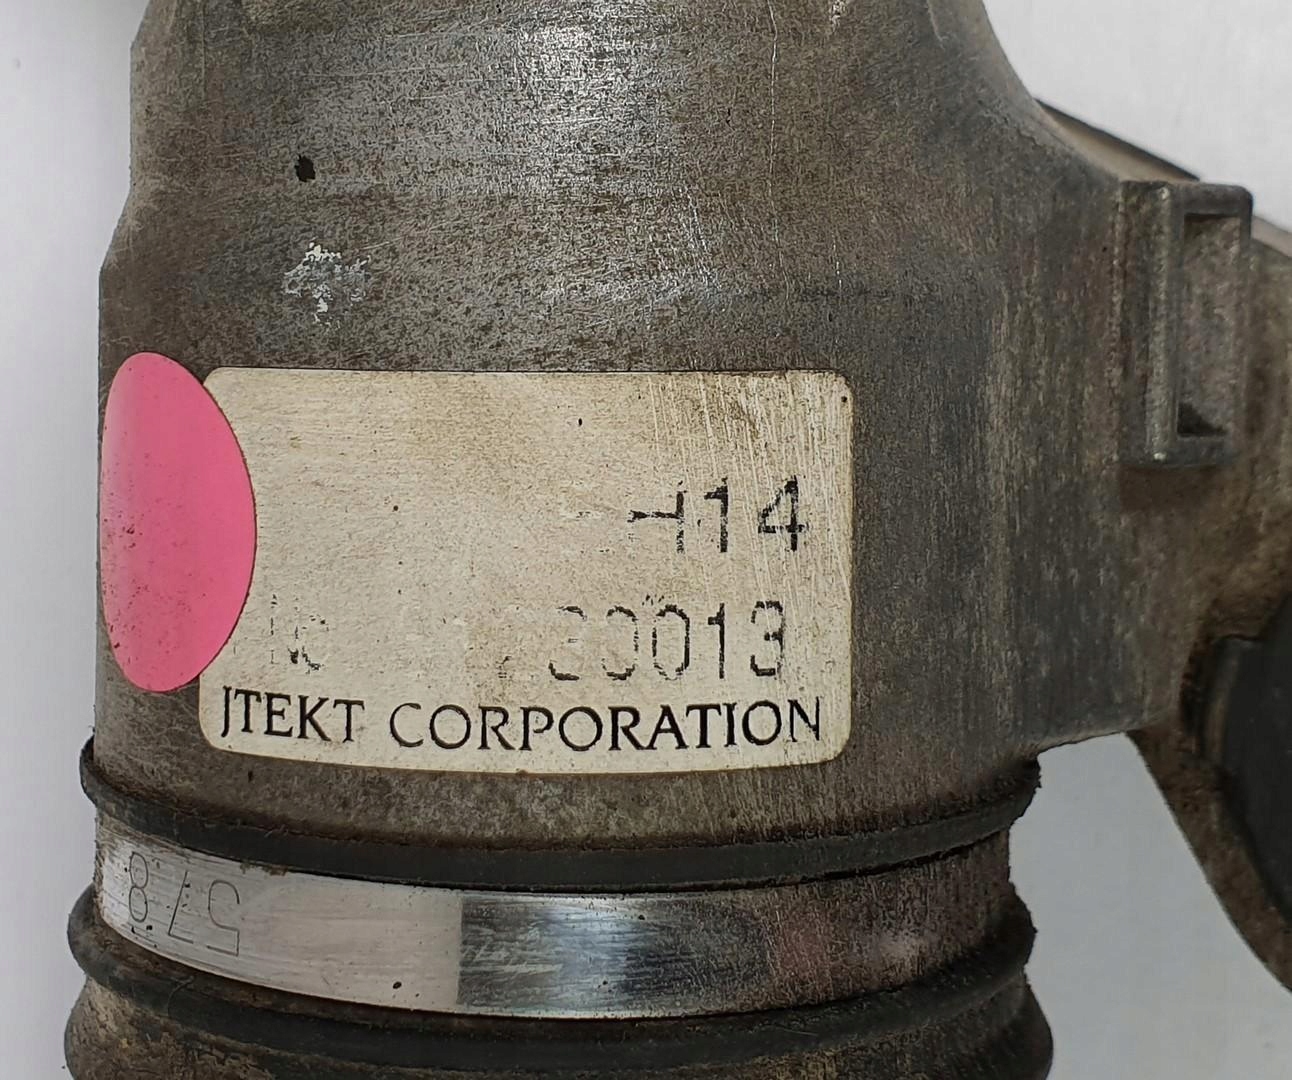 H14
30013
JTEKT CORPORATION
578